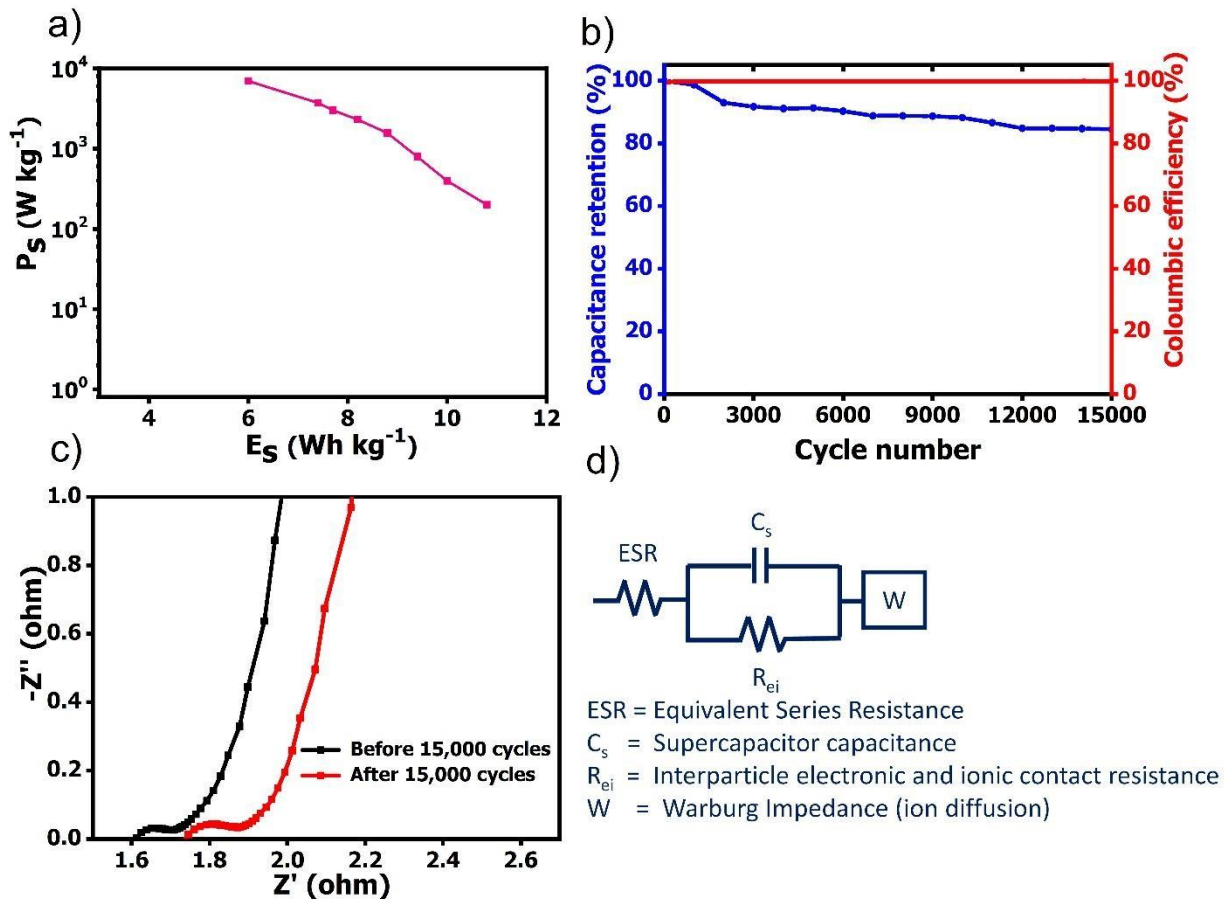 a)
10⁴
10³
10²
10¹
10⁰
P_S (W kg⁻¹)
4 6 8 10 12
E_S (Wh kg⁻¹)
b)
100
80
60
40
20
0
Capacitance retention (%)
100
80
60
40
20
0
Coloumbic efficiency (%)
0 3000 6000 9000 12000 15000
Cycle number
c)
1.0
0.8
0.6
0.4
0.2
0.0
-Z'' (ohm)
Before 15,000 cycles
After 15,000 cycles
1.6 1.8 2.0 2.2 2.4 2.6
Z' (ohm)
d)
C_s
ESR
W
R_ei
ESR = Equivalent Series Resistance
C_s = Supercapacitor capacitance
R_ei = Interparticle electronic and ionic contact resistance
W = Warburg Impedance (ion diffusion)